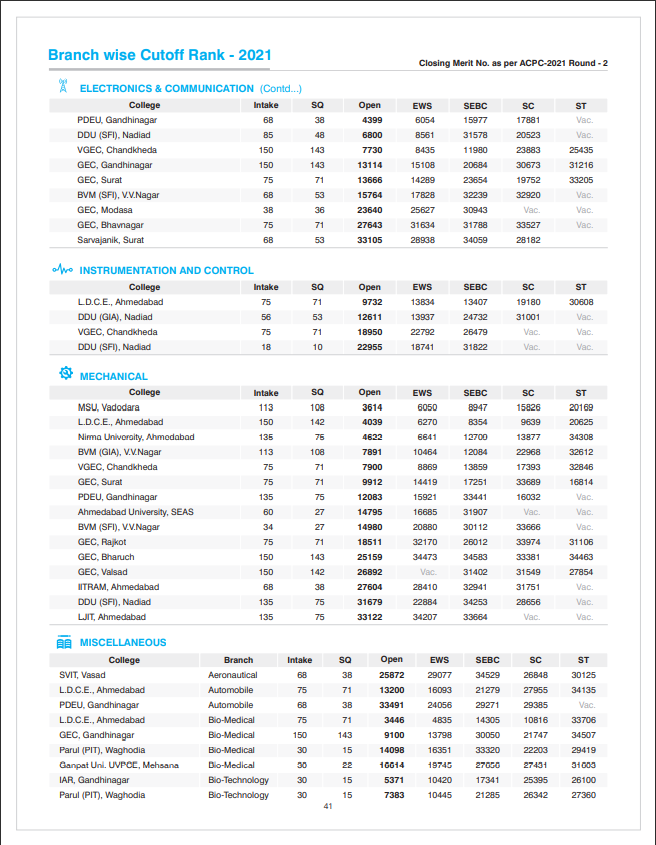 Branch wise Cutoff Rank - 2021
Closing Merit No. as per ACPC-2021 Round - 2
ELECTRONICS & COMMUNICATION (Contd...)
College Intake SQ Open EWS SEBC SC ST
PDEU, Gandhinagar 68 38 4399 6054 15977 17881 Vac.
DDU (SFI), Nadiad 85 48 6800 8561 31578 20523 Vac.
VGEC, Chandkheda 150 143 7730 8435 11980 23883 25435
GEC, Gandhinagar 150 143 13114 15108 20684 30673 31216
GEC, Surat 75 71 13666 14289 23654 19752 33205
BVM (SFI), V.V.Nagar 68 53 15764 17828 32239 32920 Vac.
GEC, Modasa 38 36 23640 25627 30943 Vac. Vac.
GEC, Bhavnagar 75 71 27643 31634 31788 33527 Vac.
Sarvajanik, Surat 68 53 33105 28938 34059 28182
INSTRUMENTATION AND CONTROL
College Intake SQ Open EWS SEBC SC ST
L.D.C.E., Ahmedabad 75 71 9732 13834 13407 19180 30608
DDU (GIA), Nadiad 56 53 12611 13937 24732 31001 Vac.
VGEC, Chandkheda 75 71 18950 22792 26479 Vac. Vac.
DDU (SFI), Nadiad 18 10 22955 18741 31822 Vac. Vac.
MECHANICAL
College Intake SQ Open EWS SEBC SC ST
MSU, Vadodara 113 108 3614 6050 8947 15826 20169
L.D.C.E., Ahmedabad 150 142 4039 6270 8354 9639 20625
Nirma University, Ahmedabad 135 75 4622 6641 12700 13877 34308
BVM (GIA), V.V.Nagar 113 108 7891 10464 12084 22968 32612
VGEC, Chandkheda 75 71 7900 8869 13859 17393 32846
GEC, Surat 75 71 9912 14419 17251 33689 16814
PDEU, Gandhinagar 135 75 12083 15921 33441 16032 Vac.
Ahmedabad University, SEAS 60 27 14795 16685 31907 Vac. Vac.
BVM (SFI), V.V.Nagar 34 27 14980 20880 30112 33666 Vac.
GEC, Rajkot 75 71 18511 32170 26012 33974 31106
GEC, Bharuch 150 143 25159 34473 34583 33381 34463
GEC, Valsad 150 142 26892 Vac. 31402 31549 27854
IITRAM, Ahmedabad 68 38 27604 28410 32941 31751 Vac.
DDU (SFI), Nadiad 135 75 31679 22884 34253 28656 Vac.
LJIT, Ahmedabad 135 75 33122 34207 33664 Vac. Vac.
MISCELLANEOUS
College Branch Intake SQ Open EWS SEBC SC ST
SVIT, Vasad Aeronautical 68 38 25872 29077 34529 26848 30125
L.D.C.E., Ahmedabad Automobile 75 71 13200 16093 21279 27955 34135
PDEU, Gandhinagar Automobile 68 38 33491 24056 29271 29385 Vac.
L.D.C.E., Ahmedabad Bio-Medical 75 71 3446 4835 14305 10816 33706
GEC, Gandhinagar Bio-Medical 150 143 9100 13798 30050 21747 34507
Parul (PIT), Waghodia Bio-Medical 30 15 14098 16351 33320 22203 29419
Ganpat Uni. UVPCE, Mehsana Bio-Medical 22
IAR, Gandhinagar Bio-Technology 30 15 5371 10420 17341 25395 26100
Parul (PIT), Waghodia Bio-Technology 30 15 7383 10445 21285 26342 27360
41